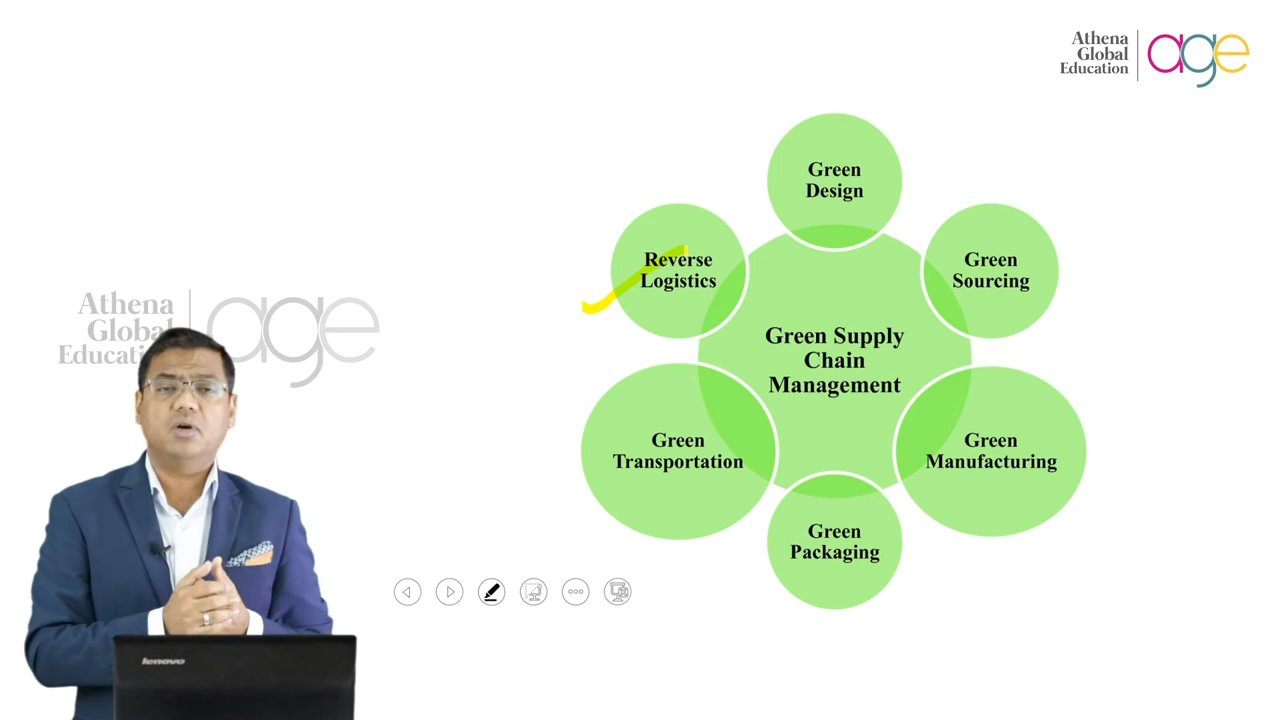 Athena
Global
Education
age
Green
Design
Reverse
Logistics
Green
Sourcing
Athena
Global
age
Green Supply
Chain
Management
Green
Transportation
Green
Manufacturing
Green
Packaging
lenovo